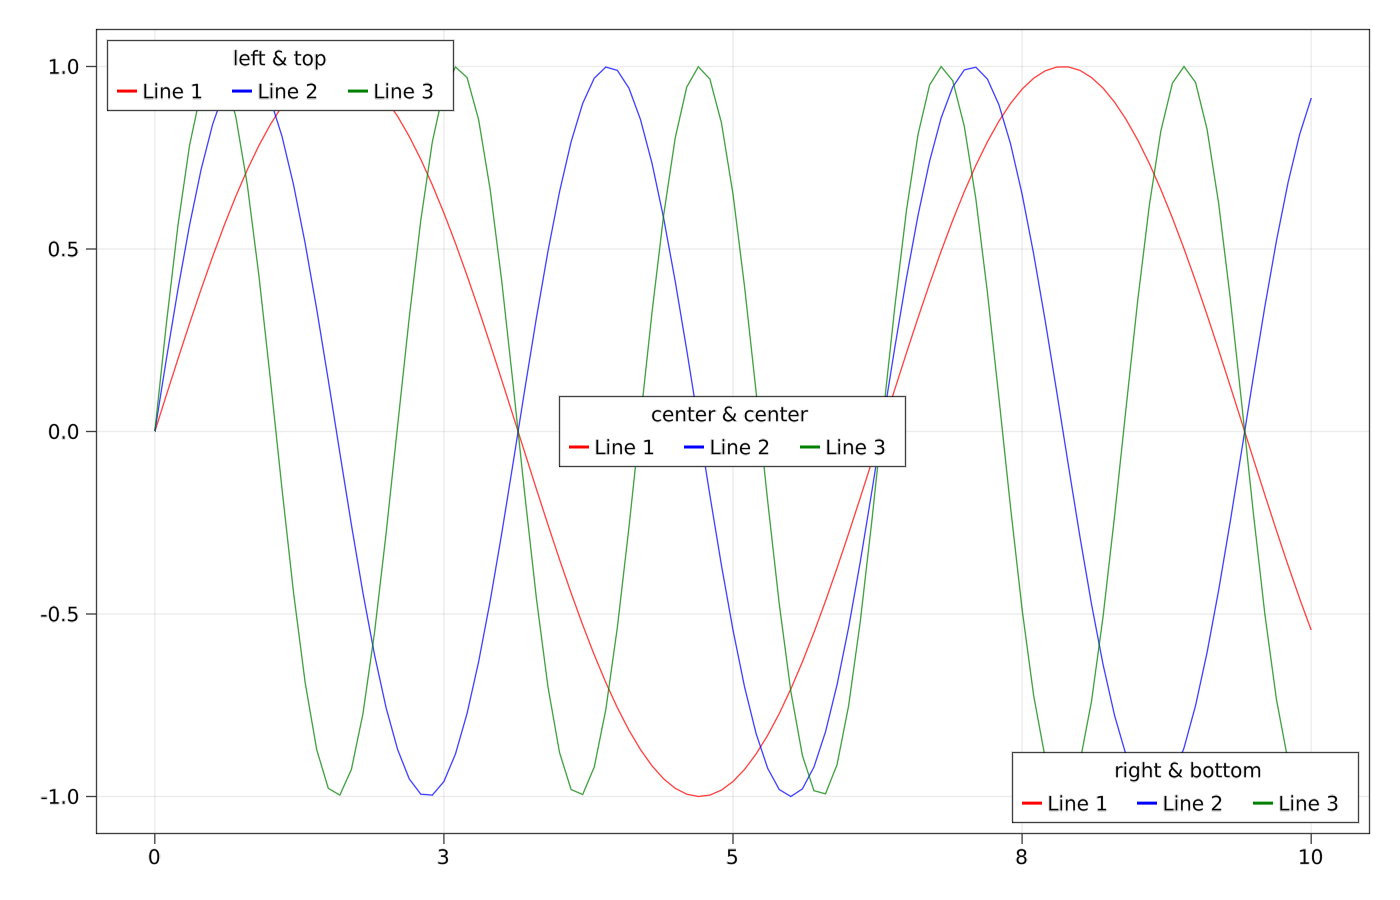 left & top
Line 1 Line 2 Line 3
1.0
0.5
center & center
0.0
Line 1 Line 2 Line 3
-0.5
right & bottom
-1.0
Line 1 Line 2 Line 3
0 3 5 8 10